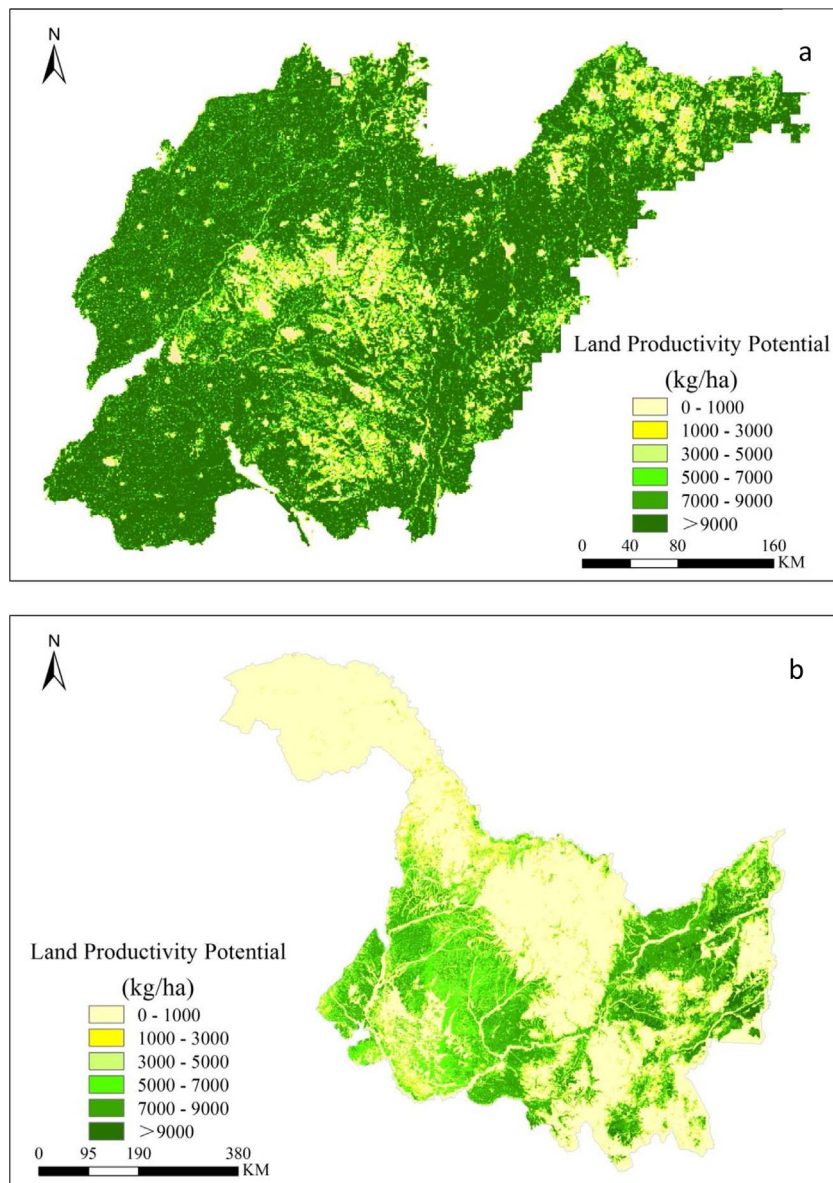 N
a
Land Productivity Potential
(kg/ha)
0 - 1000
1000 - 3000
3000 - 5000
5000 - 7000
7000 - 9000
＞9000
0 40 80 160
KM
N
b
Land Productivity Potential
(kg/ha)
0 - 1000
1000 - 3000
3000 - 5000
5000 - 7000
7000 - 9000
＞9000
0 95 190 380
KM